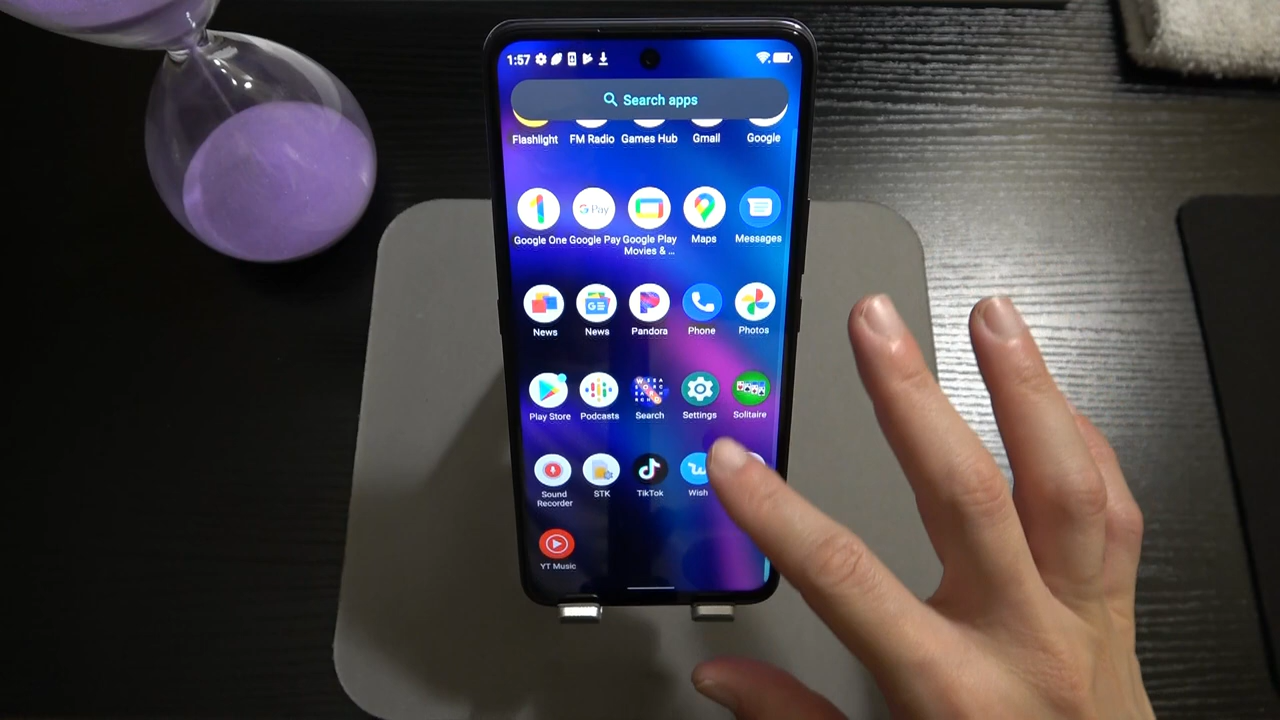 1:57
Search apps
Flashlight FM Radio Games Hub Gmail Google
G Pay
Google One Google Pay Google Play Maps Messages
Movies & ...
News News Pandora Phone Photos
Play Store Podcasts Search Settings Solitaire
Sound STK TikTok Wish
Recorder
YT Music